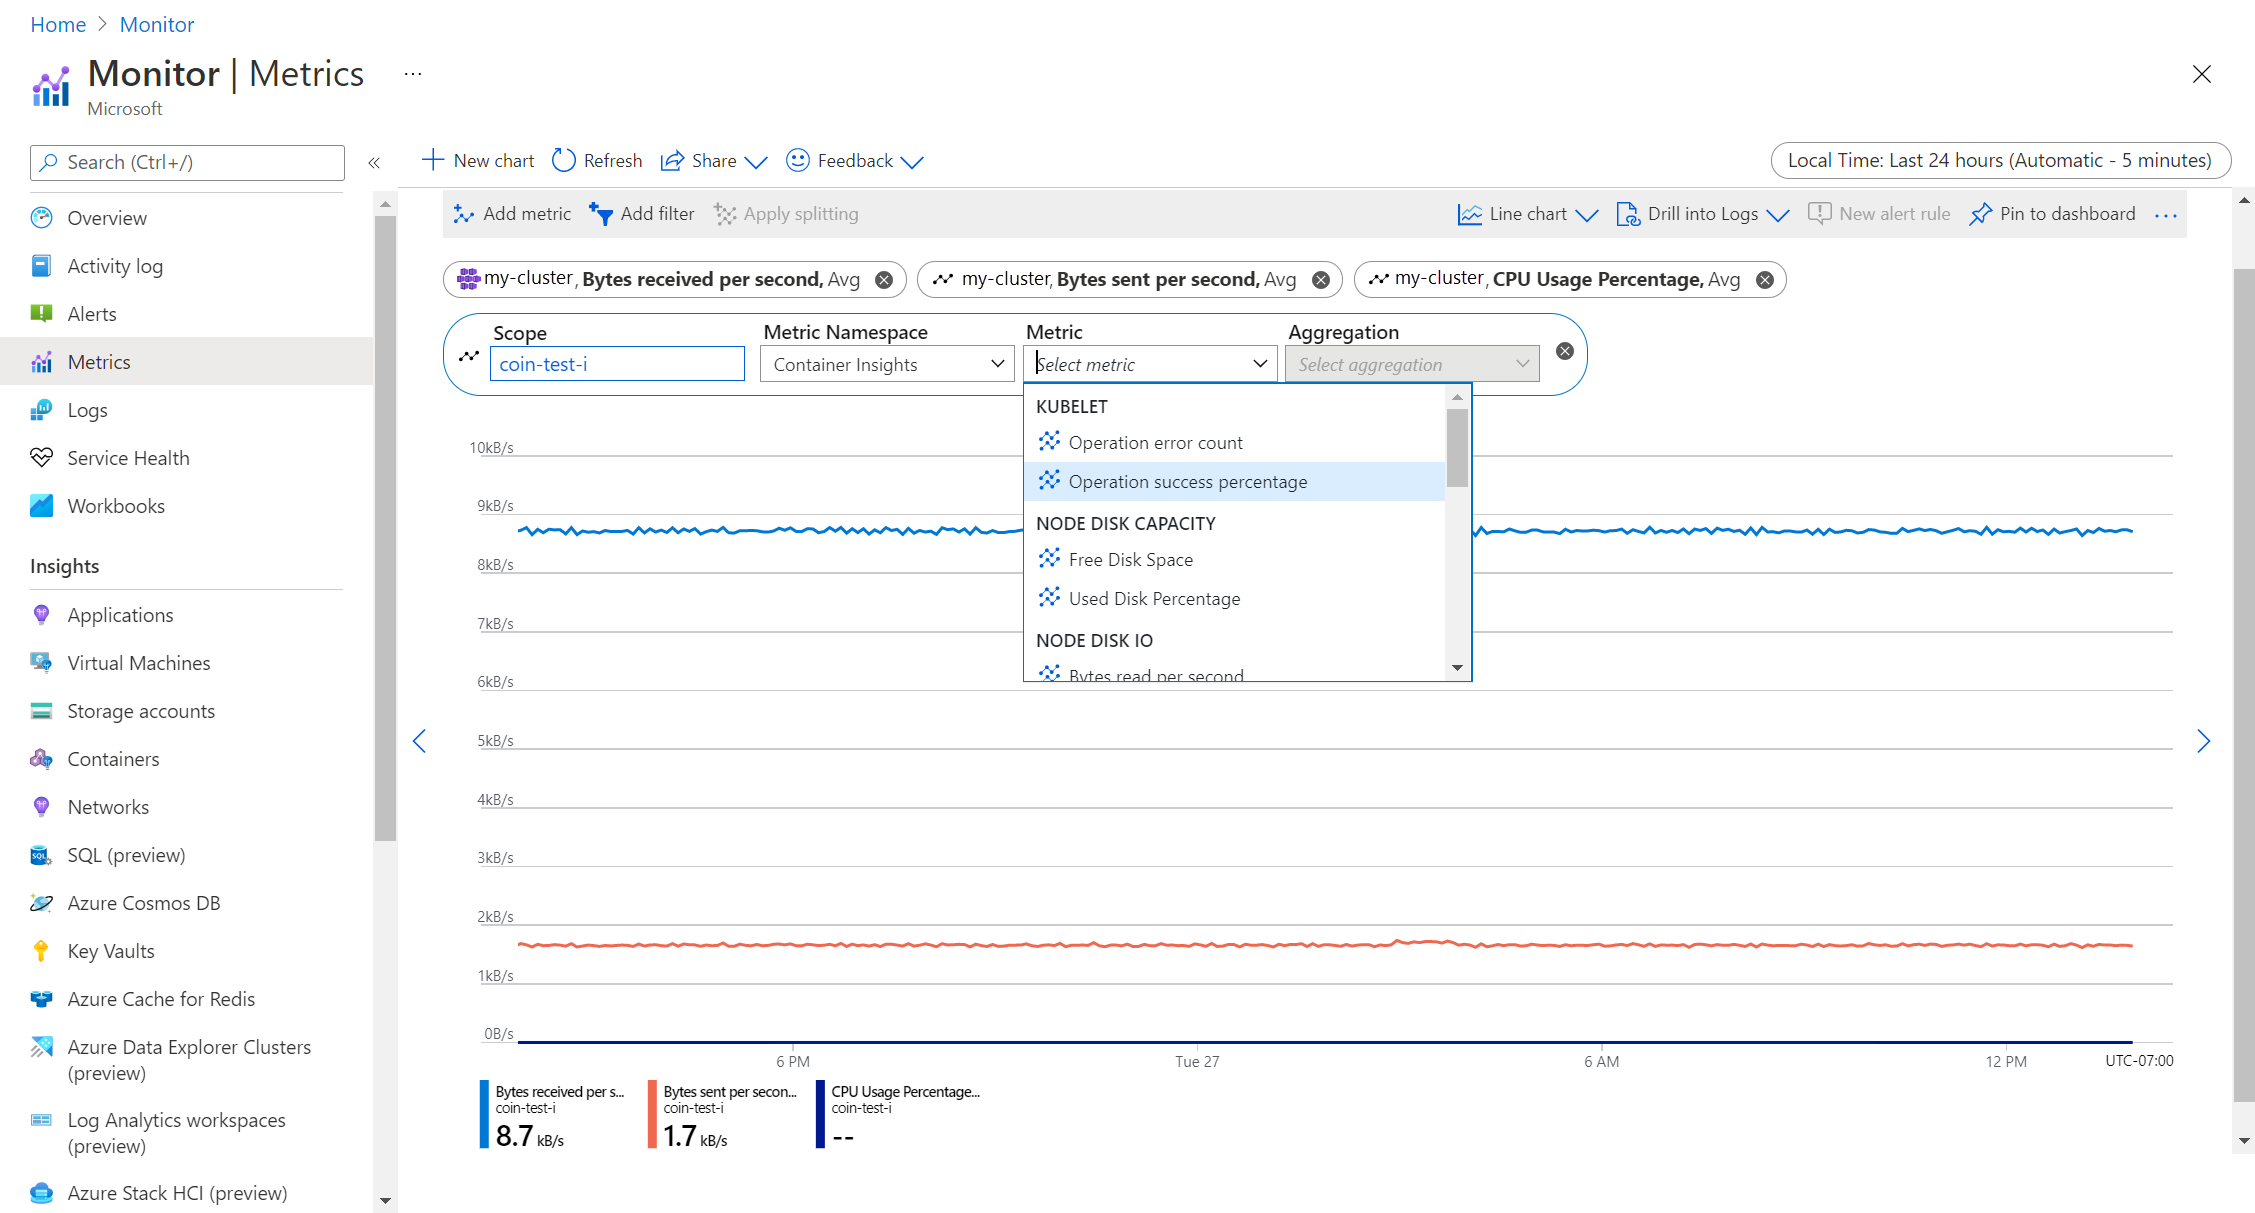 Home > Monitor
Monitor | Metrics ...
Microsoft
Search (Ctrl+/)
«
Overview
Activity log
Alerts
Metrics
Logs
Service Health
Workbooks
Insights
Applications
Virtual Machines
Storage accounts
Containers
Networks
SQL (preview)
Azure Cosmos DB
Key Vaults
Azure Cache for Redis
Azure Data Explorer Clusters
(preview)
Log Analytics workspaces
(preview)
Azure Stack HCI (preview)
New chart Refresh Share Feedback
Local Time: Last 24 hours (Automatic - 5 minutes)
Add metric Add filter Apply splitting Line chart Drill into Logs New alert rule Pin to dashboard ...
my-cluster, Bytes received per second, Avg
my-cluster, Bytes sent per second, Avg
my-cluster, CPU Usage Percentage, Avg
Scope Metric Namespace Metric Aggregation
coin-test-i Container Insights Select metric Select aggregation
KUBELET
Operation error count
Operation success percentage
NODE DISK CAPACITY
Free Disk Space
Used Disk Percentage
NODE DISK IO
Bytes read per second
10kB/s
9kB/s
8kB/s
7kB/s
6kB/s
5kB/s
4kB/s
3kB/s
2kB/s
1kB/s
0B/s
6 PM Tue 27 6 AM 12 PM UTC-07:00
Bytes received per s...
coin-test-i
8.7 kB/s
Bytes sent per secon...
coin-test-i
1.7 kB/s
CPU Usage Percentage...
coin-test-i
--
SQL